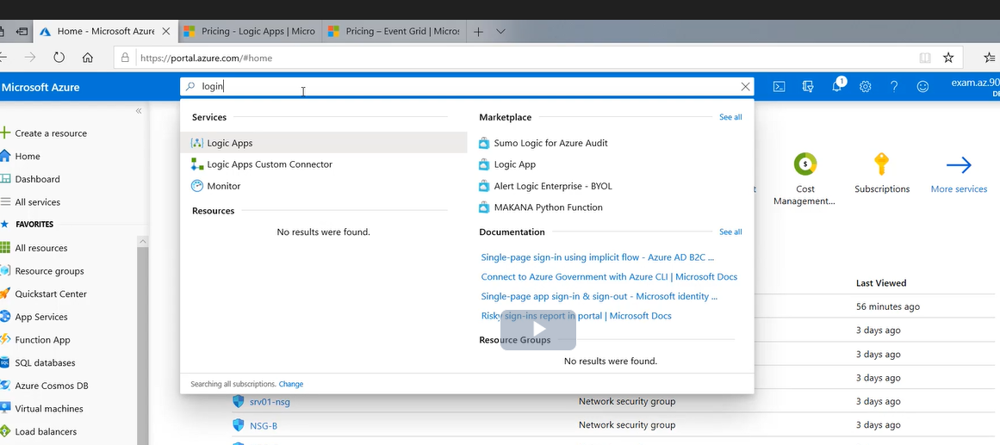 Home - Microsoft Azure
Pricing - Logic Apps | Micro
Pricing – Event Grid | Micros
https://portal.azure.com/#home
Microsoft Azure
login
1
exam.az.90
DE
Services
Logic Apps
Logic Apps Custom Connector
Monitor
Resources
No results were found.
Marketplace
See all
Sumo Logic for Azure Audit
Logic App
Alert Logic Enterprise - BYOL
MAKANA Python Function
Documentation
See all
Single-page sign-in using implicit flow - Azure AD B2C ...
Connect to Azure Government with Azure CLI | Microsoft Docs
Single-page app sign-in & sign-out - Microsoft identity ...
Risky sign-ins report in portal | Microsoft Docs
Resource Groups
No results were found.
Searching all subscriptions. Change
Create a resource
Home
Dashboard
All services
FAVORITES
All resources
Resource groups
Quickstart Center
App Services
Function App
SQL databases
Azure Cosmos DB
Virtual machines
Load balancers
Cost
Management...
Subscriptions
More services
Last Viewed
56 minutes ago
3 days ago
3 days ago
3 days ago
srv01-nsg
Network security group
3 days ago
NSG-B
Network security group
3 days ago